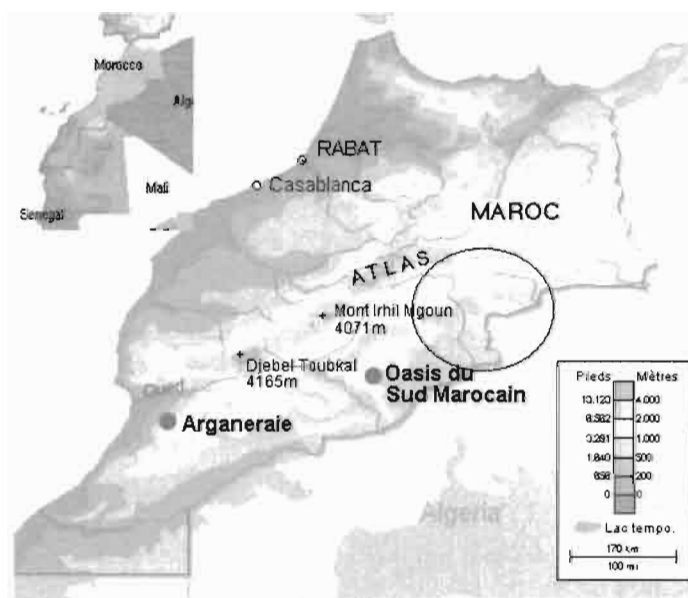 Morocco
Alg
Mali
Senegal
RABAT
Casablanca
MAROC
ATLAS
Mont Irhil Mgoun
4071m
Djebel Toubkal
4165m
Oasis du
Sud Marocain
Oued
Arganeraie
Algeria
Pieds Mètres
13.120 4.000
6.562 2.000
3.281 1.000
1.640 500
656 200
0 0
Lac tempo.
170 km
100 mi